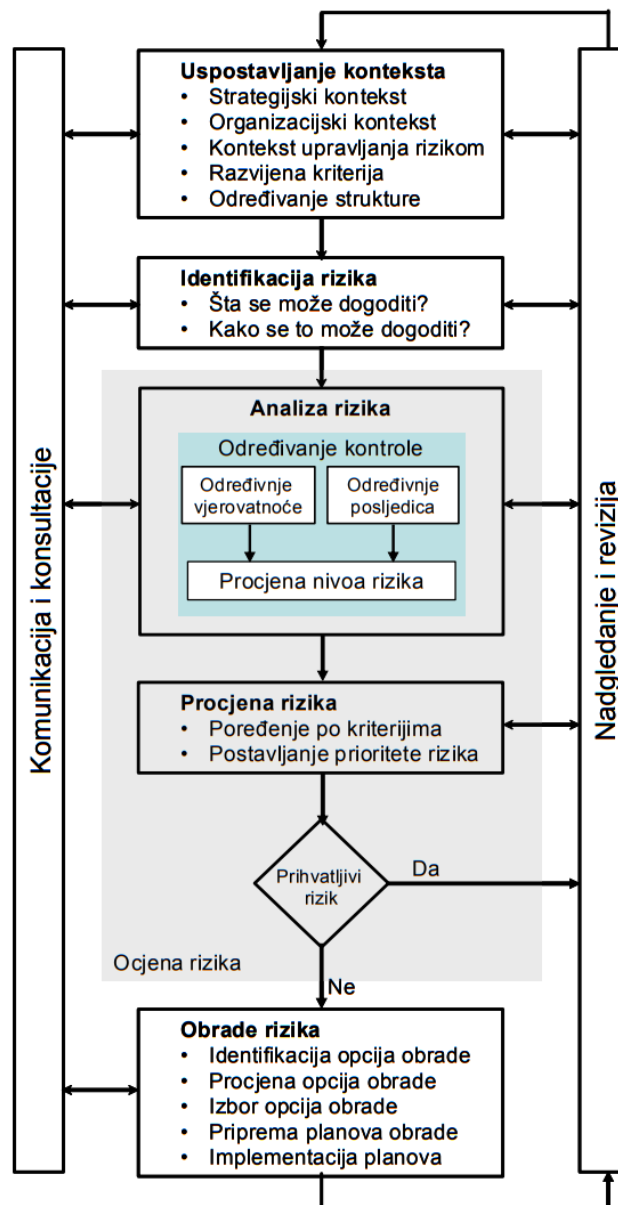 Uspostavljanje konteksta
• Strategijski kontekst
• Organizacijski kontekst
• Kontekst upravljanja rizikom
• Razvijena kriterija
• Određivanje strukture
Identifikacija rizika
• Šta se može dogoditi?
• Kako se to može dogoditi?
Analiza rizika
Određivanje kontrole
Određivnje
vjerovatnoće
Određivnje
posljedica
Procjena nivoa rizika
Procjena rizika
• Poređenje po kriterijima
• Postavljanje prioritete rizika
Prihvatljivi
rizik
Da
Ocjena rizika
Ne
Obrade rizika
• Identifikacija opcija obrade
• Procjena opcija obrade
• Izbor opcija obrade
• Priprema planova obrade
• Implementacija planova
Komunikacija i konsultacije
Nadgledanje i revizija